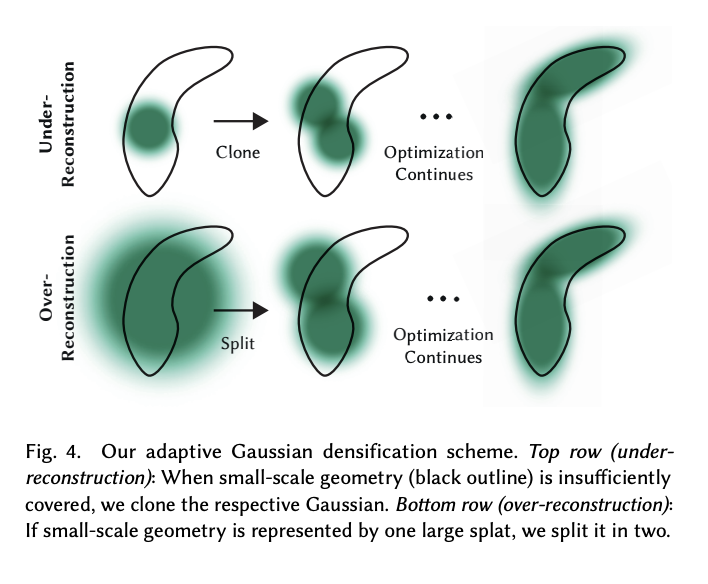 Under-
Reconstruction
Clone
• • •
Optimization
Continues
Over-
Reconstruction
Split
• • •
Optimization
Continues
Fig. 4. Our adaptive Gaussian densification scheme. Top row (under-
reconstruction): When small-scale geometry (black outline) is insufficiently
covered, we clone the respective Gaussian. Bottom row (over-reconstruction):
If small-scale geometry is represented by one large splat, we split it in two.